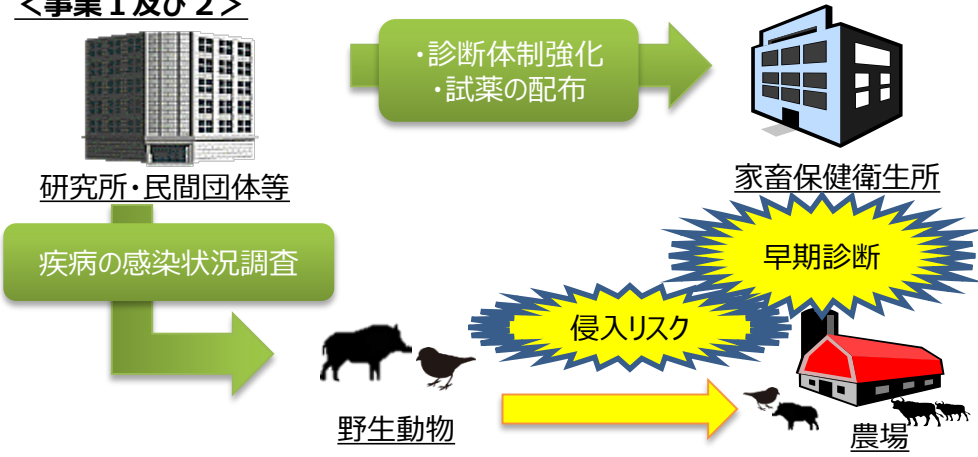 ＜事業１及び２＞
・診断体制強化
・試薬の配布
研究所・民間団体等
家畜保健衛生所
疾病の感染状況調査
早期診断
侵入リスク
野生動物
農場